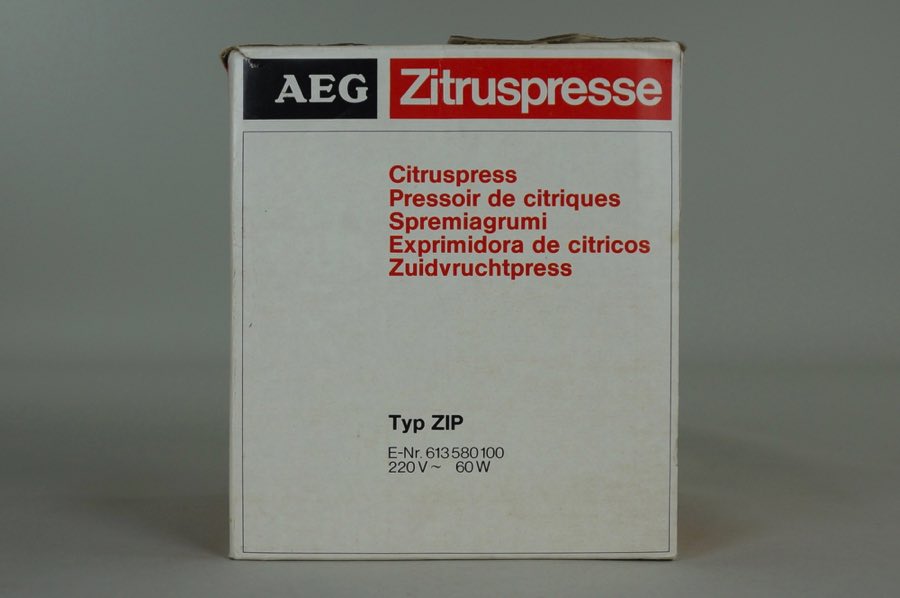 AEG Zitruspresse
Citruspress
Pressoir de citriques
Spremiagrumi
Exprimidora de citricos
Zuidvruchtpress
Typ ZIP
E-Nr. 613 580 100
220 V ~ 60 W